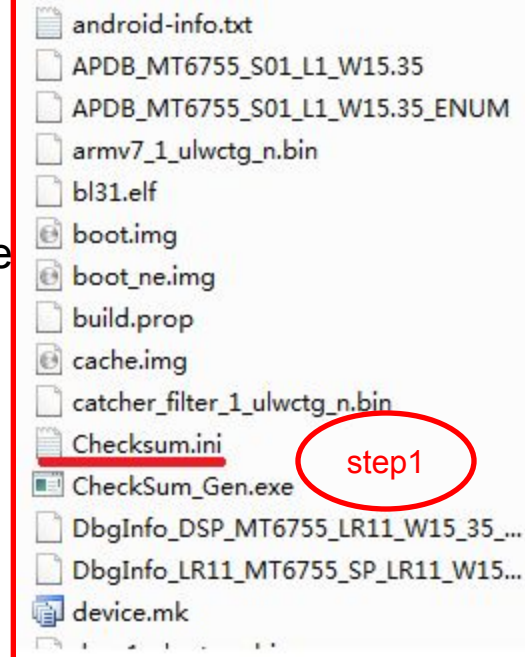 android-info.txt
APDB_MT6755_S01_L1_W15.35
APDB_MT6755_S01_L1_W15.35_ENUM
armv7_1_ulwctg_n.bin
bl31.elf
boot.img
e
boot_ne.img
build.prop
cache.img
catcher_filter_1_ulwctg_n.bin
Checksum.ini
step1
CheckSum_Gen.exe
DbgInfo_DSP_MT6755_LR11_W15_35_...
DbgInfo_LR11_MT6755_SP_LR11_W15...
device.mk